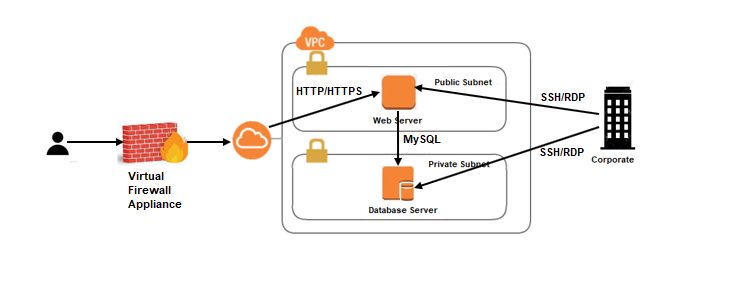 VPC
Public Subnet
HTTP/HTTPS
SSH/RDP
Web Server
MySQL
SSH/RDP
Corporate
Private Subnet
Virtual
Firewall
Appliance
Database Server